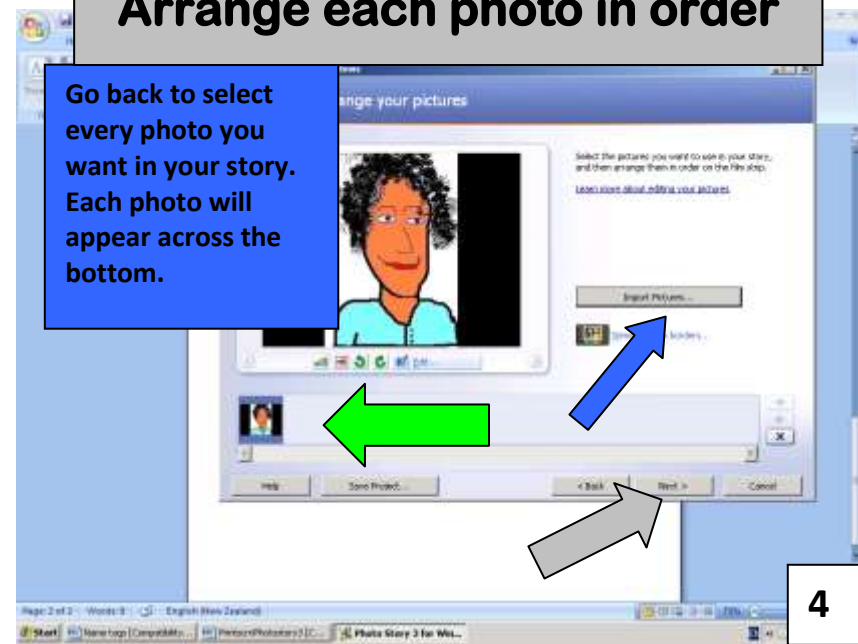 Arrange each photo in order
Go back to select
every photo you
want in your story.
Each photo will
appear across the
bottom.
ange your pictures
Select the pictures you want to use in your story,
and then arrange them in order on the film strip.
Learn more about editing your pictures
Import Pictures...
borders...
Help
Save Project...
< Back
Next >
Cancel
4
Page: 2 of 2
Words: 8
English (New Zealand)
Start
Name tags [Compatibility...
Photo Story 3 for Win...